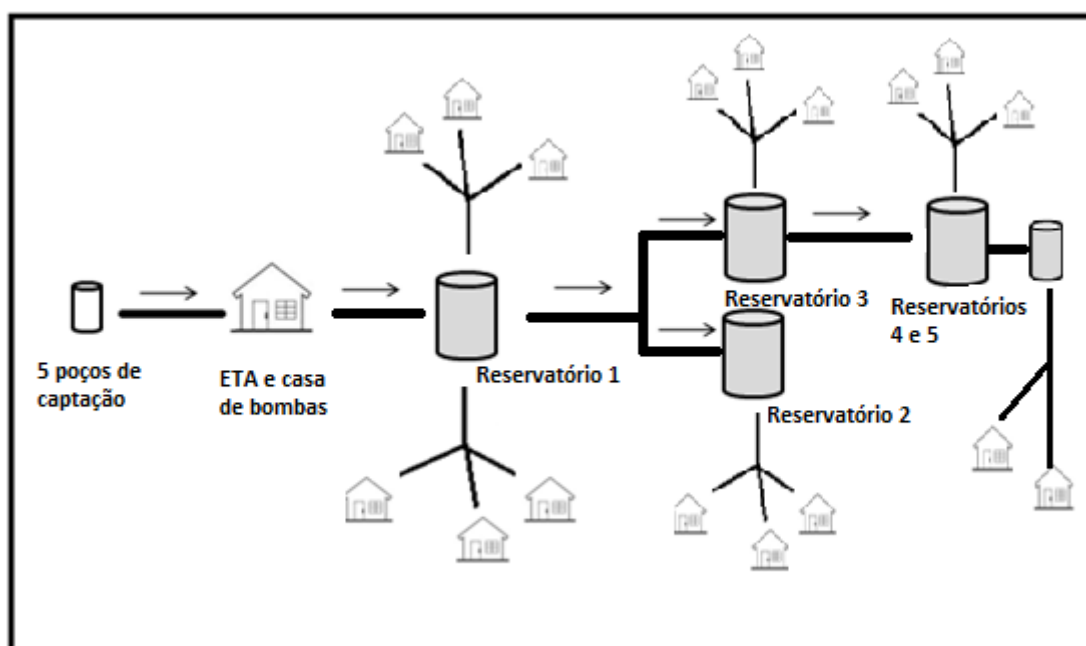 5 poços de
captação
ETA e casa
de bombas
Reservatório 1
Reservatório 3
Reservatório 2
Reservatórios
4 e 5